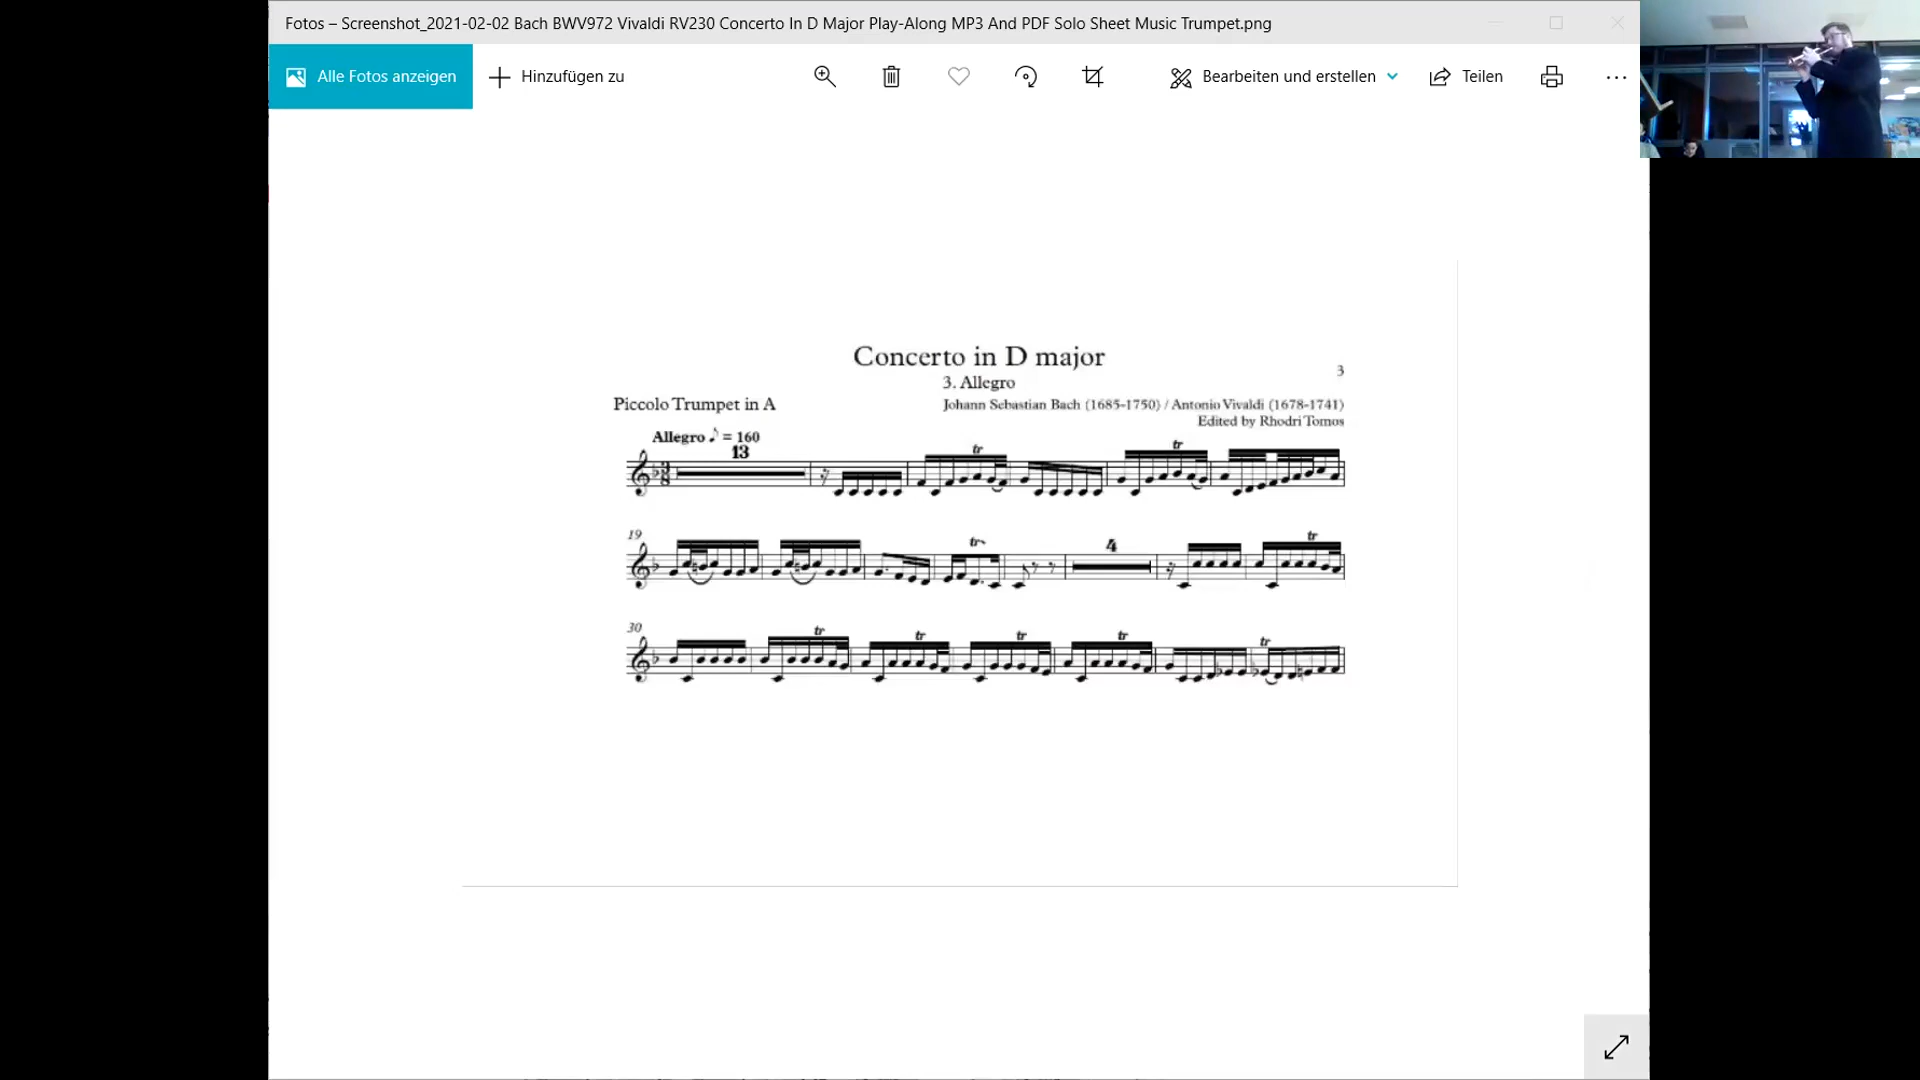 Fotos – Screenshot_2021-02-02 Bach BWV972 Vivaldi RV230 Concerto In D Major Play-Along MP3 And PDF Solo Sheet Music Trumpet.png
Alle Fotos anzeigen
Hinzufügen zu
Bearbeiten und erstellen
Teilen
Concerto in D major
3. Allegro
3
Piccolo Trumpet in A
Johann Sebastian Bach (1685-1750) / Antonio Vivaldi (1678-1741)
Edited by Rhodri Tomos
Allegro ♪ = 160
13
tr tr
3
8
19
tr
4
tr
30
tr tr tr tr tr